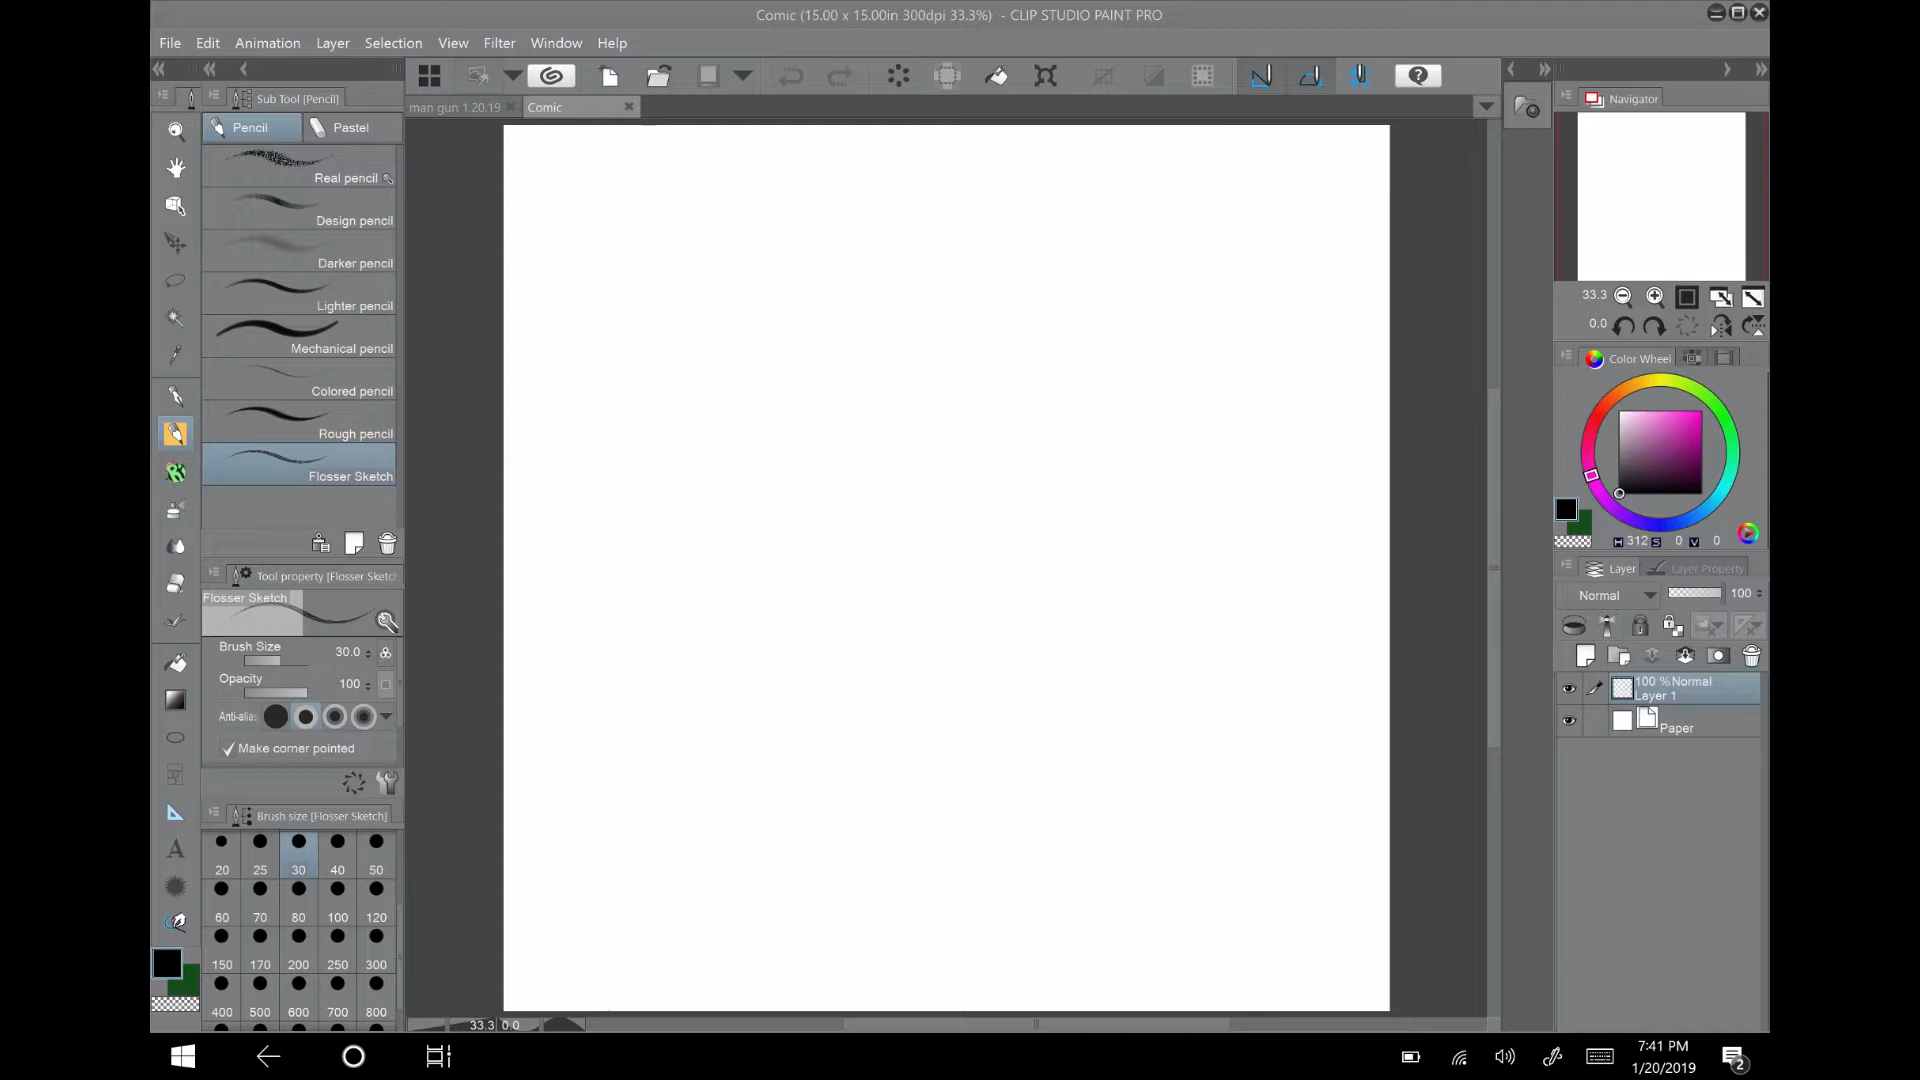 Comic (15.00 x 15.00in 300dpi 33.3%) - CLIP STUDIO PAINT PRO
File Edit Animation Layer Selection View Filter Window Help
Sub Tool [Pencil]
man gun 1.20.19 Comic
Navigator
Pencil Pastel
Real pencil
Design pencil
Darker pencil
Lighter pencil
Mechanical pencil
Colored pencil
Rough pencil
Flosser Sketch
33.3
0.0
Color Wheel
H 312 S 0 V 0
Tool property [Flosser Sketch
Flosser Sketch
Brush Size 30.0
Opacity 100
Anti-alias
Make corner pointed
Brush size [Flosser Sketch]
20 25 30 40 50
60 70 80 100 120
150 170 200 250 300
400 500 600 700 800
Layer Layer Property
Normal 100
100 % Normal
Layer 1
Paper
33.3 0.0
A
7:41 PM
1/20/2019
2